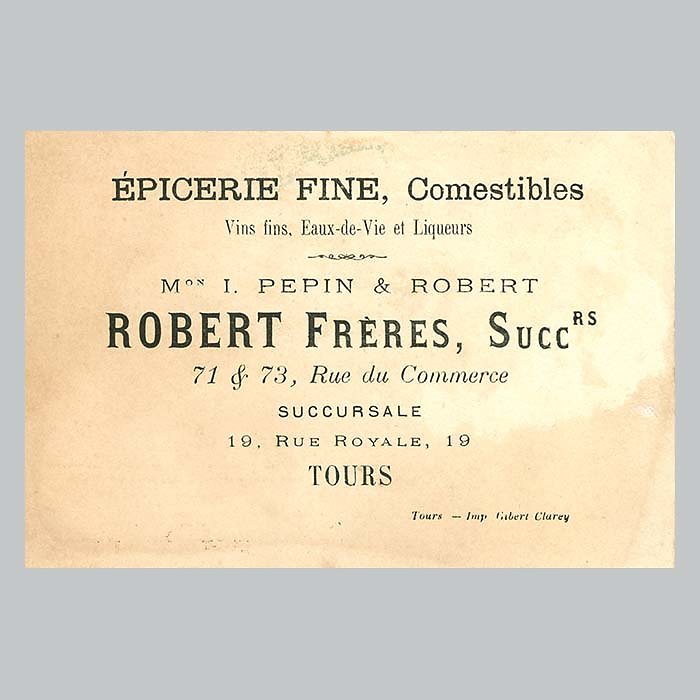 ÉPICERIE FINE, Comestibles
Vins fins, Eaux-de-Vie et Liqueurs
Mᴼᴺ I. PEPIN & ROBERT
ROBERT FRÈRES, SUCCᴿˢ
71 & 73, Rue du Commerce
SUCCURSALE
19, RUE ROYALE, 19
TOURS
Tours — Imp Gibert Clarey